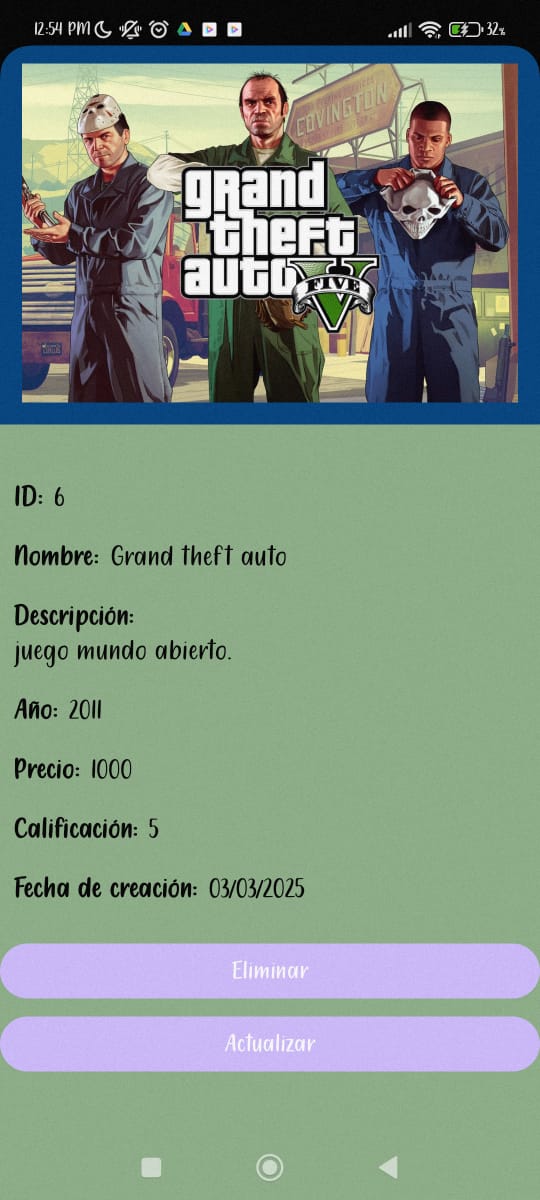 12:54 PM 32%
COVINGTON
grand
theft
auto
FIVE
ID: 6
Nombre: Grand theft auto
Descripción:
juego mundo abierto.
Año: 2011
Precio: 1000
Calificación: 5
Fecha de creación: 03/03/2025
Eliminar
Actualizar